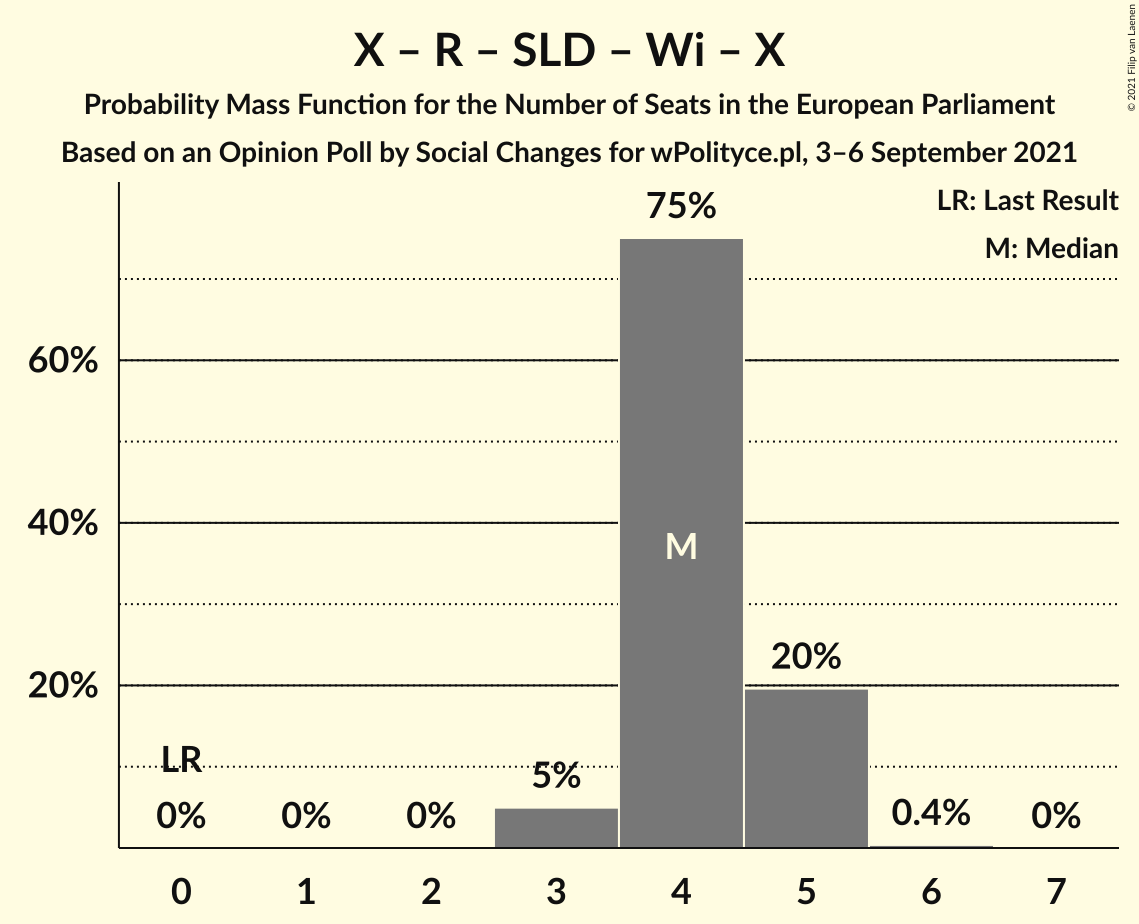 X – R – SLD – Wi – X
Probability Mass Function for the Number of Seats in the European Parliament
Based on an Opinion Poll by Social Changes for wPolityce.pl, 3–6 September 2021
© 2021 Filip van Laenen
LR: Last Result
M: Median
75%
60%
40%
M
20%
20%
LR
5%
0%
0%
0%
0.4%
0%
0 1 2 3 4 5 6 7